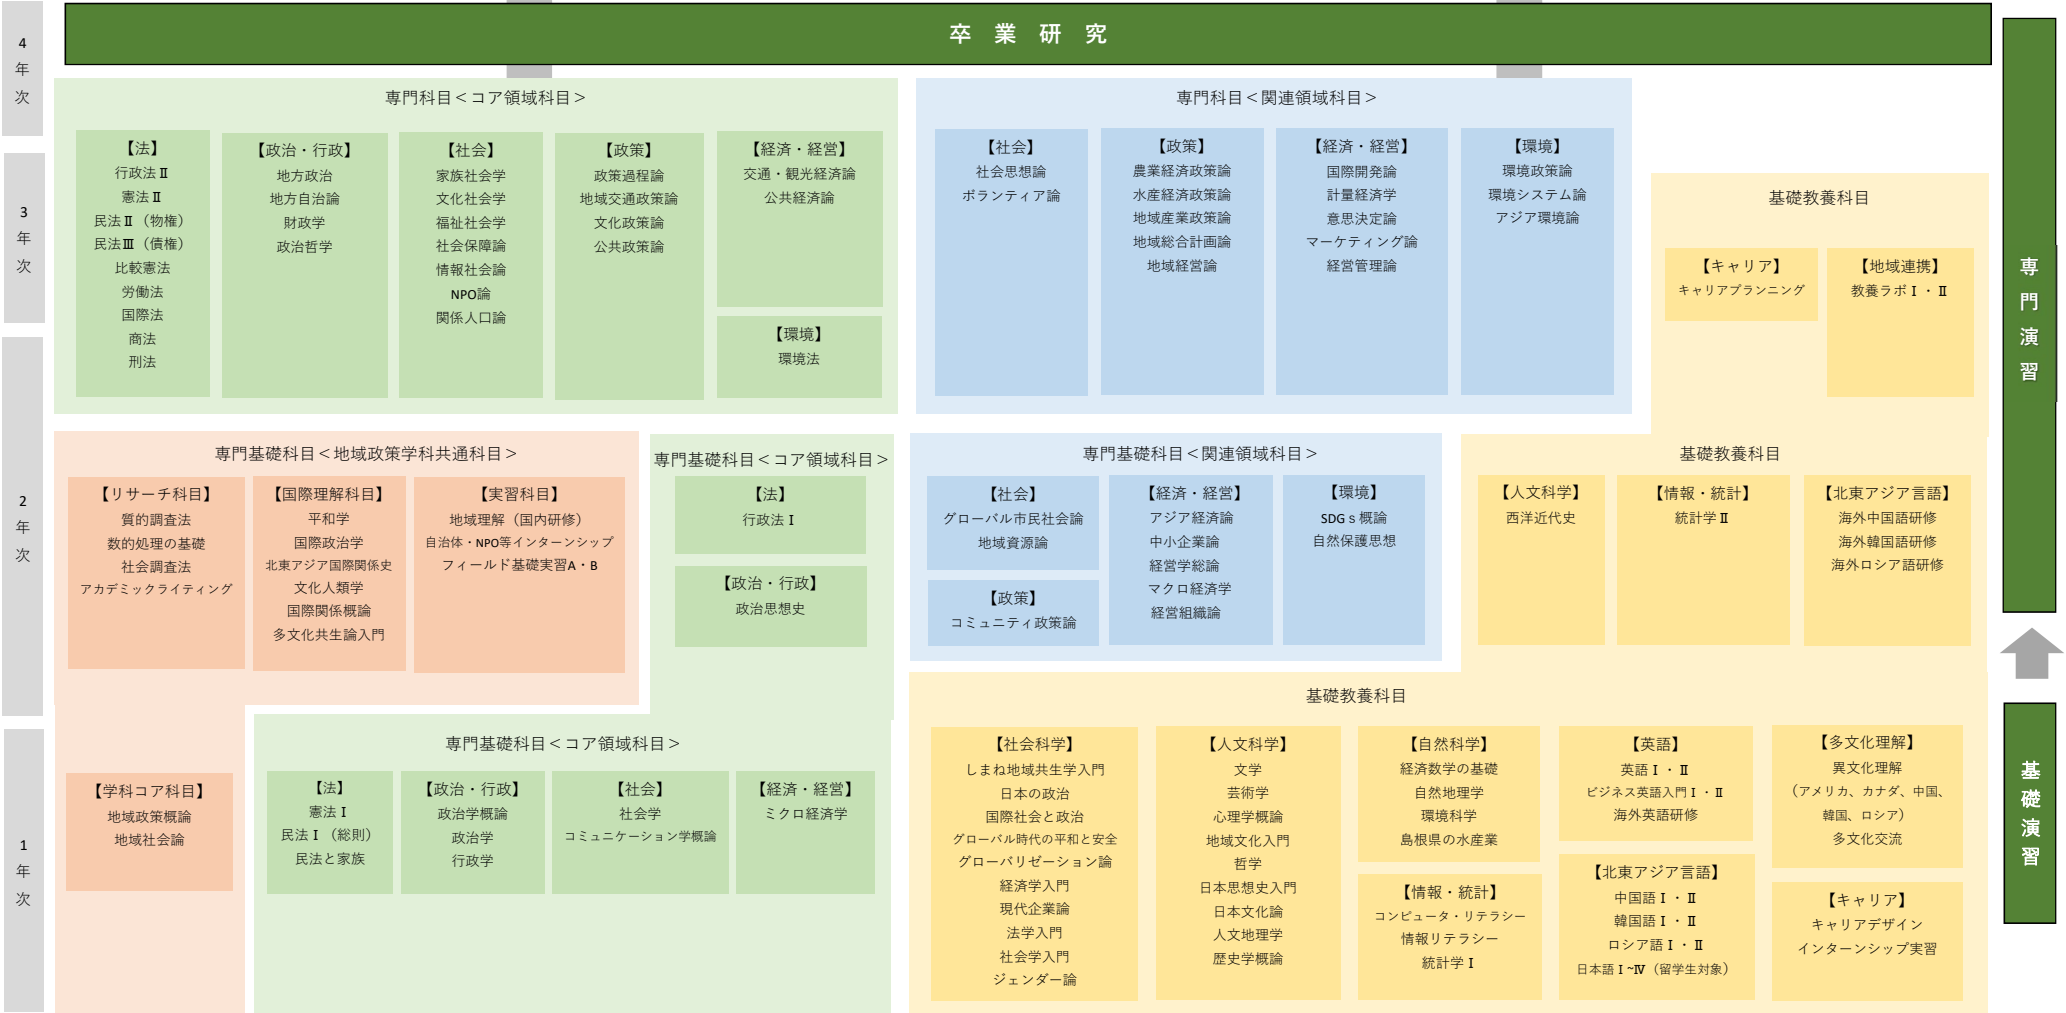 4
年
次
卒業研究
専門科目＜コア領域科目＞
【法】
行政法Ⅱ
憲法Ⅱ
民法Ⅱ（物権）
民法Ⅲ（債権）
比較憲法
労働法
国際法
商法
刑法
【政治・行政】
地方政治
地方自治論
財政学
政治哲学
【社会】
家族社会学
文化社会学
福祉社会学
社会保障論
情報社会論
NPO論
関係人口論
【政策】
政策過程論
地域交通政策論
文化政策論
公共政策論
【経済・経営】
交通・観光経済論
公共経済論
【環境】
環境法
専門科目＜関連領域科目＞
【社会】
社会思想論
ボランティア論
【政策】
農業経済政策論
水産経済政策論
地域産業政策論
地域総合計画論
地域経営論
【経済・経営】
国際開発論
計量経済学
意思決定論
マーケティング論
経営管理論
【環境】
環境政策論
環境システム論
アジア環境論
3
年
次
基礎教養科目
【キャリア】
キャリアプランニング
【地域連携】
教養ラボⅠ・Ⅱ
専
門
演
習
2
年
次
専門基礎科目＜地域政策学科共通科目＞
【リサーチ科目】
質的調査法
数的処理の基礎
社会調査法
アカデミックライティング
【国際理解科目】
平和学
国際政治学
北東アジア国際関係史
文化人類学
国際関係概論
多文化共生論入門
【実習科目】
地域理解（国内研修）
自治体・NPO等インターンシップ
フィールド基礎実習A・B
専門基礎科目＜コア領域科目＞
【法】
行政法Ⅰ
【政治・行政】
政治思想史
専門基礎科目＜関連領域科目＞
【社会】
グローバル市民社会論
地域資源論
【政策】
コミュニティ政策論
【経済・経営】
アジア経済論
中小企業論
経営学総論
マクロ経済学
経営組織論
【環境】
SDGｓ概論
自然保護思想
基礎教養科目
【人文科学】
西洋近代史
【情報・統計】
統計学Ⅱ
【北東アジア言語】
海外中国語研修
海外韓国語研修
海外ロシア語研修
1
年
次
【学科コア科目】
地域政策概論
地域社会論
専門基礎科目＜コア領域科目＞
【法】
憲法Ⅰ
民法Ⅰ（総則）
民法と家族
【政治・行政】
政治学概論
政治学
行政学
【社会】
社会学
コミュニケーション学概論
【経済・経営】
ミクロ経済学
基礎教養科目
【社会科学】
しまね地域共生学入門
日本の政治
国際社会と政治
グローバル時代の平和と安全
グローバリゼーション論
経済学入門
現代企業論
法学入門
社会学入門
ジェンダー論
【人文科学】
文学
芸術学
心理学概論
地域文化入門
哲学
日本思想史入門
日本文化論
人文地理学
歴史学概論
【自然科学】
経済数学の基礎
自然地理学
環境科学
島根県の水産業
【情報・統計】
コンピュータ・リテラシー
情報リテラシー
統計学Ⅰ
【英語】
英語Ⅰ・Ⅱ
ビジネス英語入門Ⅰ・Ⅱ
海外英語研修
【北東アジア言語】
中国語Ⅰ・Ⅱ
韓国語Ⅰ・Ⅱ
ロシア語Ⅰ・Ⅱ
日本語Ⅰ~Ⅳ（留学生対象）
【多文化理解】
異文化理解
（アメリカ、カナダ、中国、
韓国、ロシア）
多文化交流
【キャリア】
キャリアデザイン
インターンシップ実習
基
礎
演
習